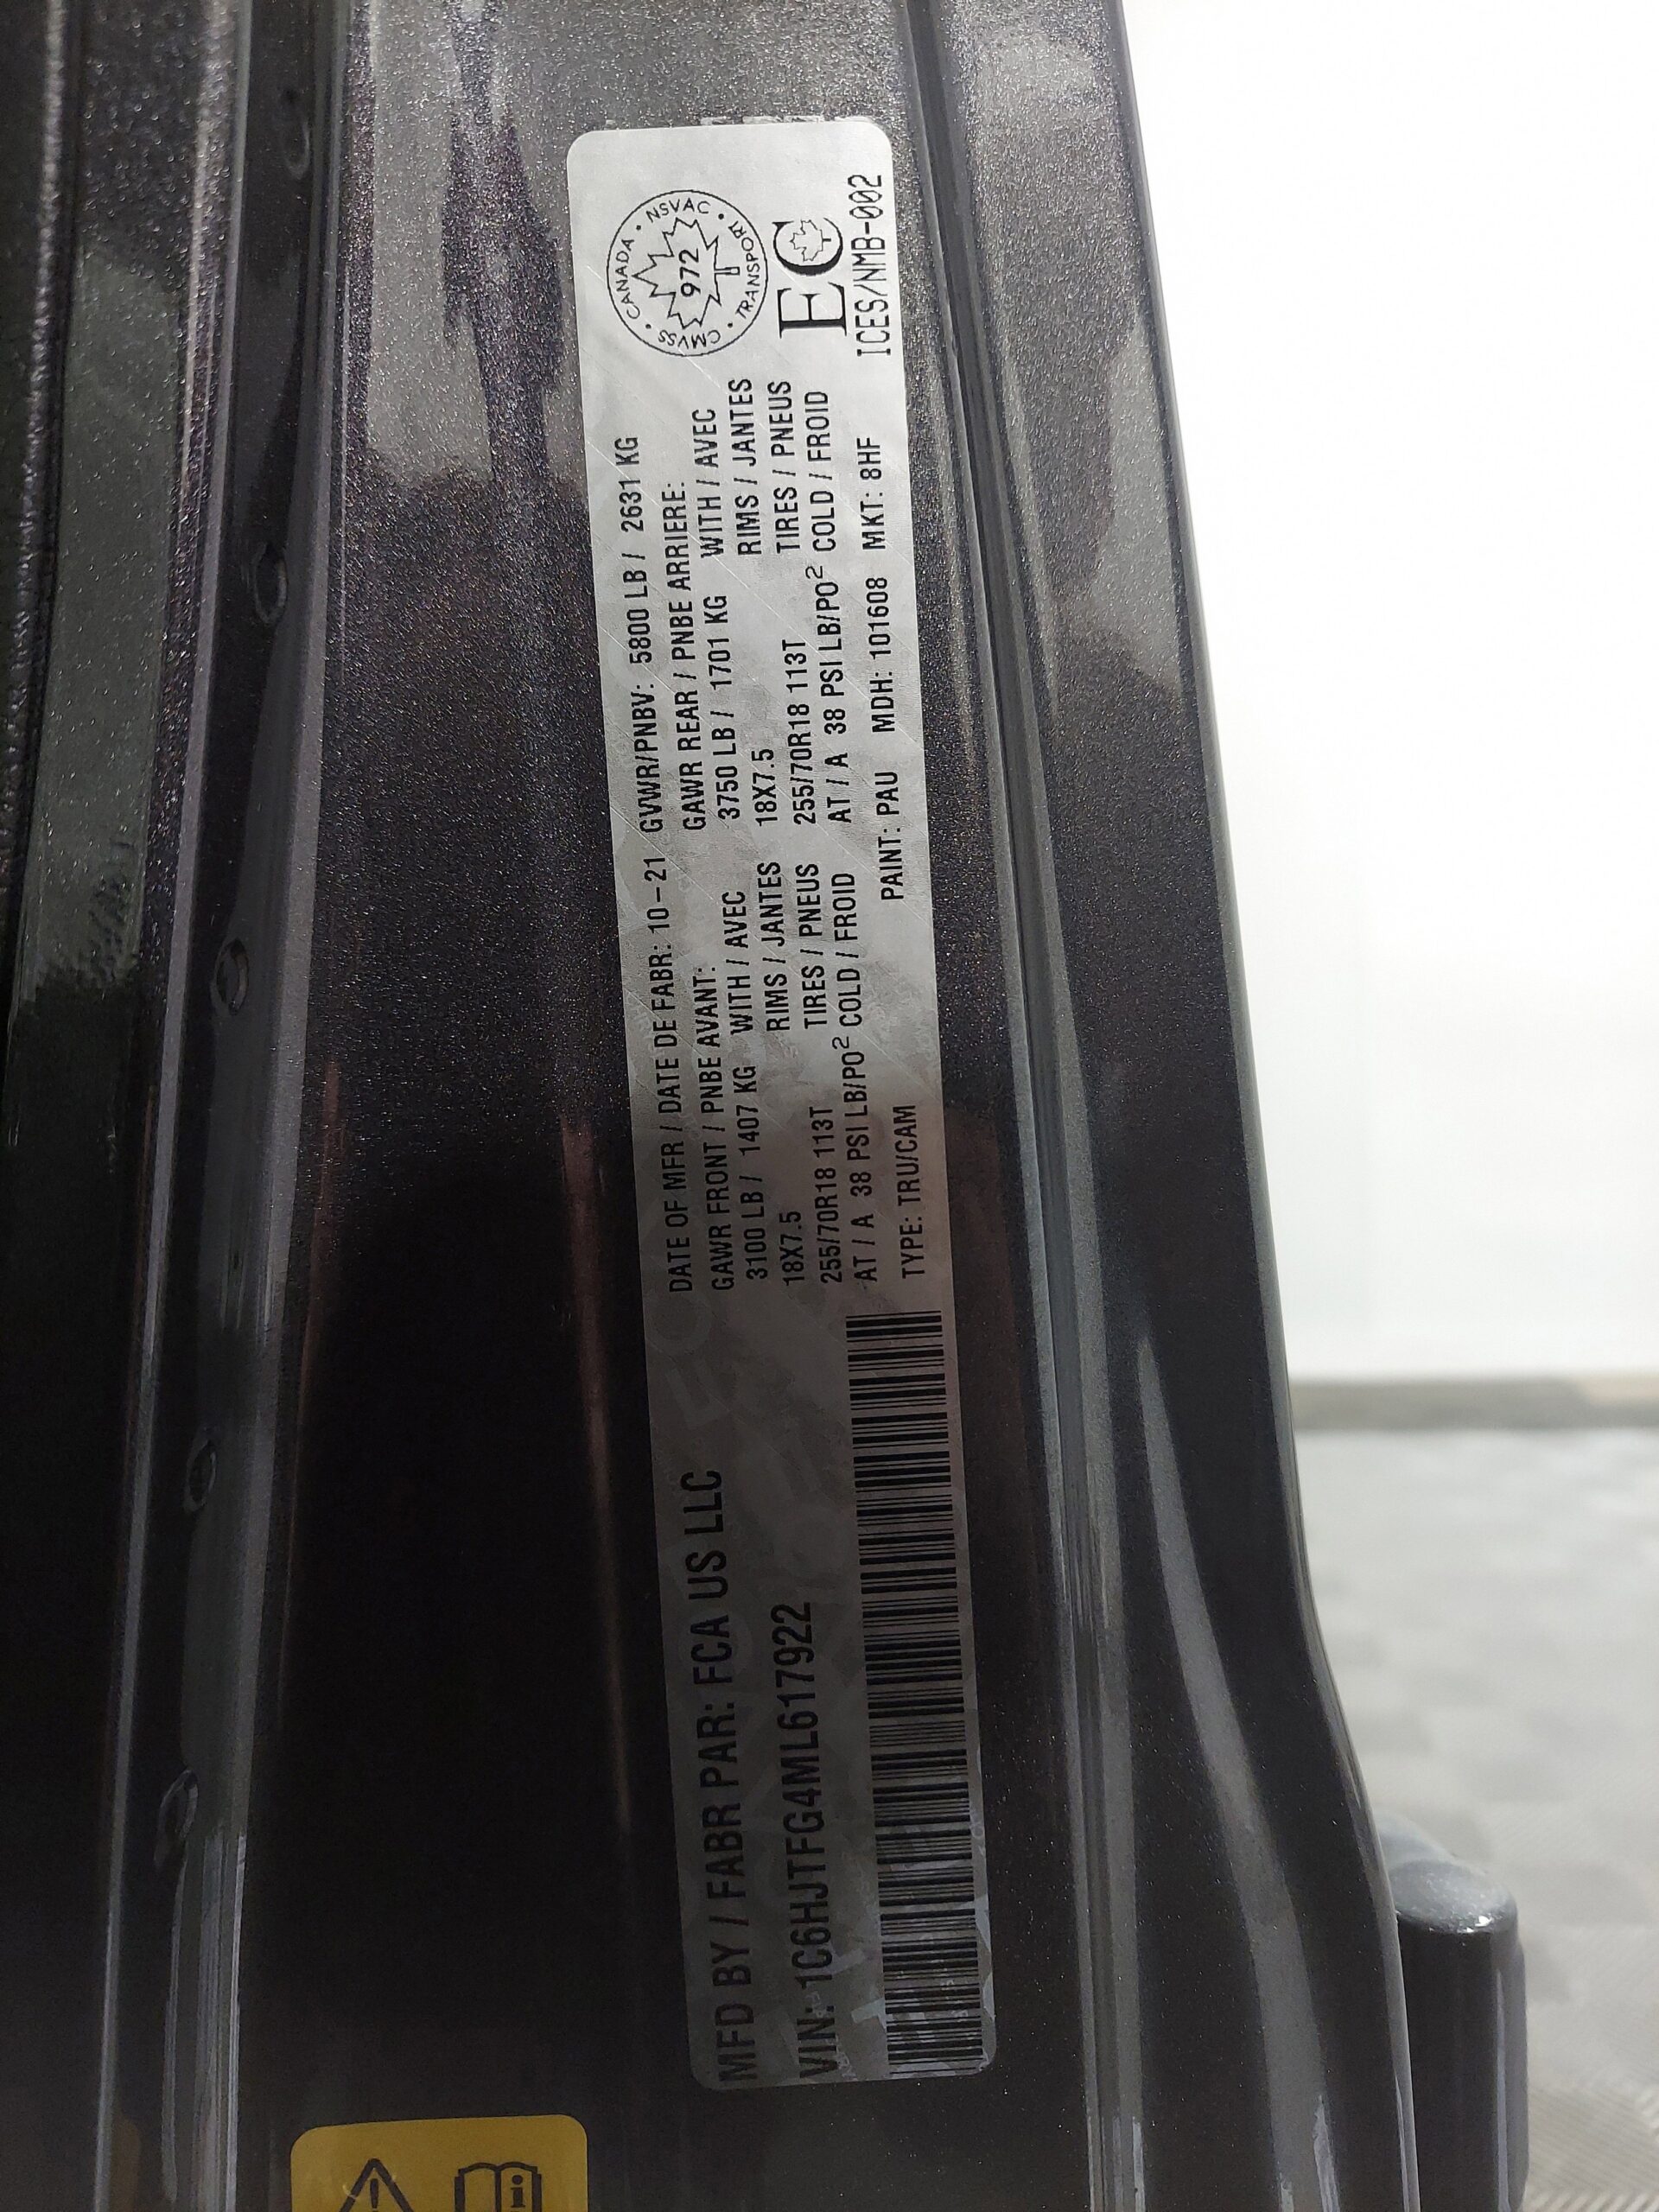 MFD BY / FABR PAR: FCA US LLC
VIN: 1C6HJTFG4ML617922
DATE OF MFR / DATE DE FABR: 10-21 GVWR/PNBV: 5800 LB / 2631 KG
GAWR FRONT / PNBE AVANT:
3100 LB / 1407 KG WITH / AVEC
18X7.5 RIMS / JANTES
255/70R18 113T TIRES / PNEUS
AT / A 38 PSI LB/PO² COLD / FROID
GAWR REAR / PNBE ARRIERE:
3750 LB / 1701 KG WITH / AVEC
18X7.5 RIMS / JANTES
255/70R18 113T TIRES / PNEUS
AT / A 38 PSI LB/PO² COLD / FROID
TYPE: TRU/CAM PAINT: PAU MDH: 101608 MKT: 8HF
CANADA • NSVAC • TRANSPORT • CMVSS •
972
T
EC
ICES/NMB-002